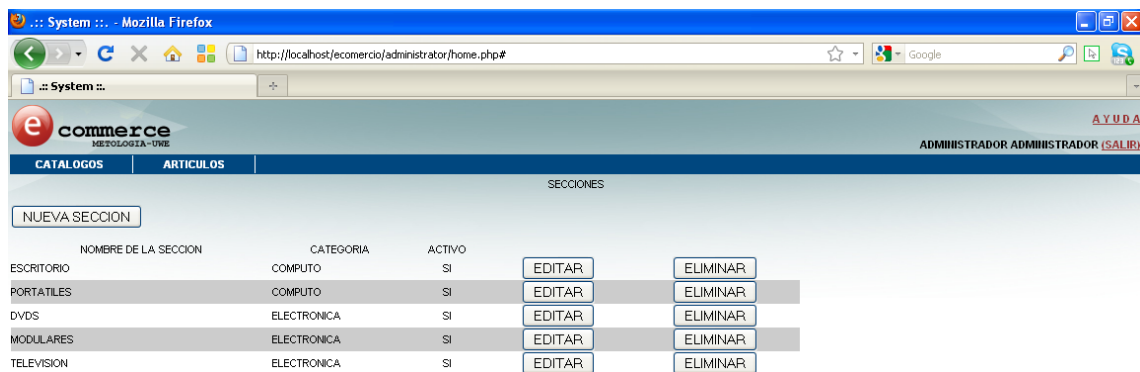 .:: System ::. - Mozilla Firefox
http://localhost/ecomercio/administrator/home.php#
Google
.:: System ::.
e commerce
METOLOGIA-UWE
AYUDA
ADMINISTRADOR ADMINISTRADOR (SALIR)
CATALOGOS ARTICULOS
SECCIONES
NUEVA SECCION
NOMBRE DE LA SECCION CATEGORIA ACTIVO
ESCRITORIO COMPUTO SI EDITAR ELIMINAR
PORTATILES COMPUTO SI EDITAR ELIMINAR
DVDS ELECTRONICA SI EDITAR ELIMINAR
MODULARES ELECTRONICA SI EDITAR ELIMINAR
TELEVISION ELECTRONICA SI EDITAR ELIMINAR